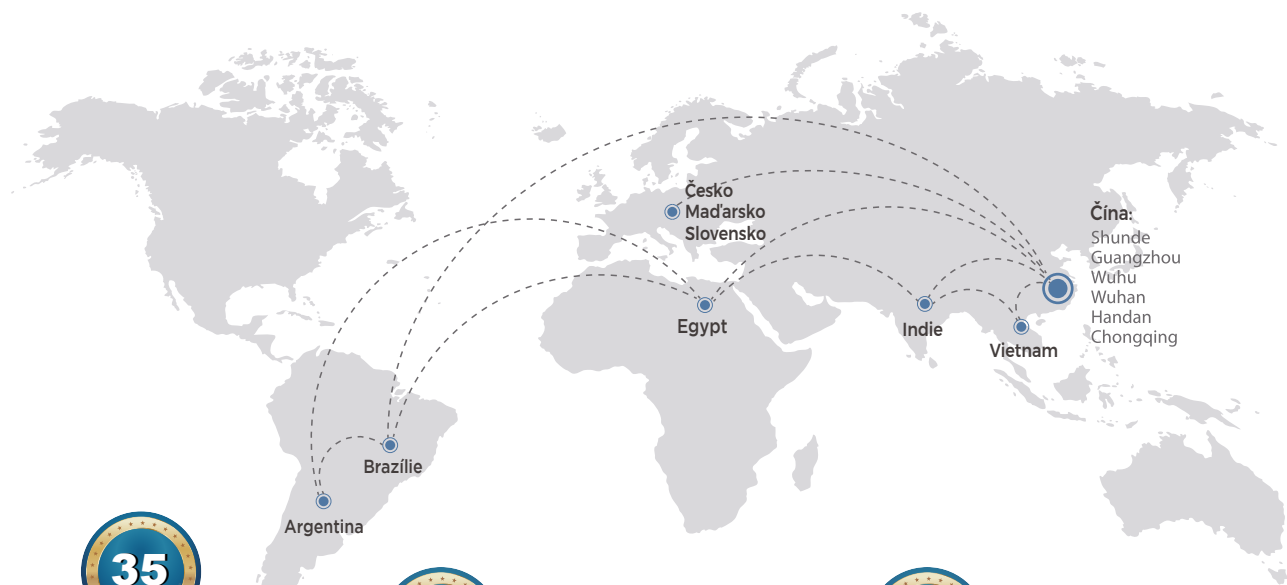 Česko
Maďarsko
Slovensko
Čína:
Shunde
Guangzhou
Wuhu
Wuhan
Handan
Chongqing
Egypt
Indie
Vietnam
Brazílie
Argentina
35